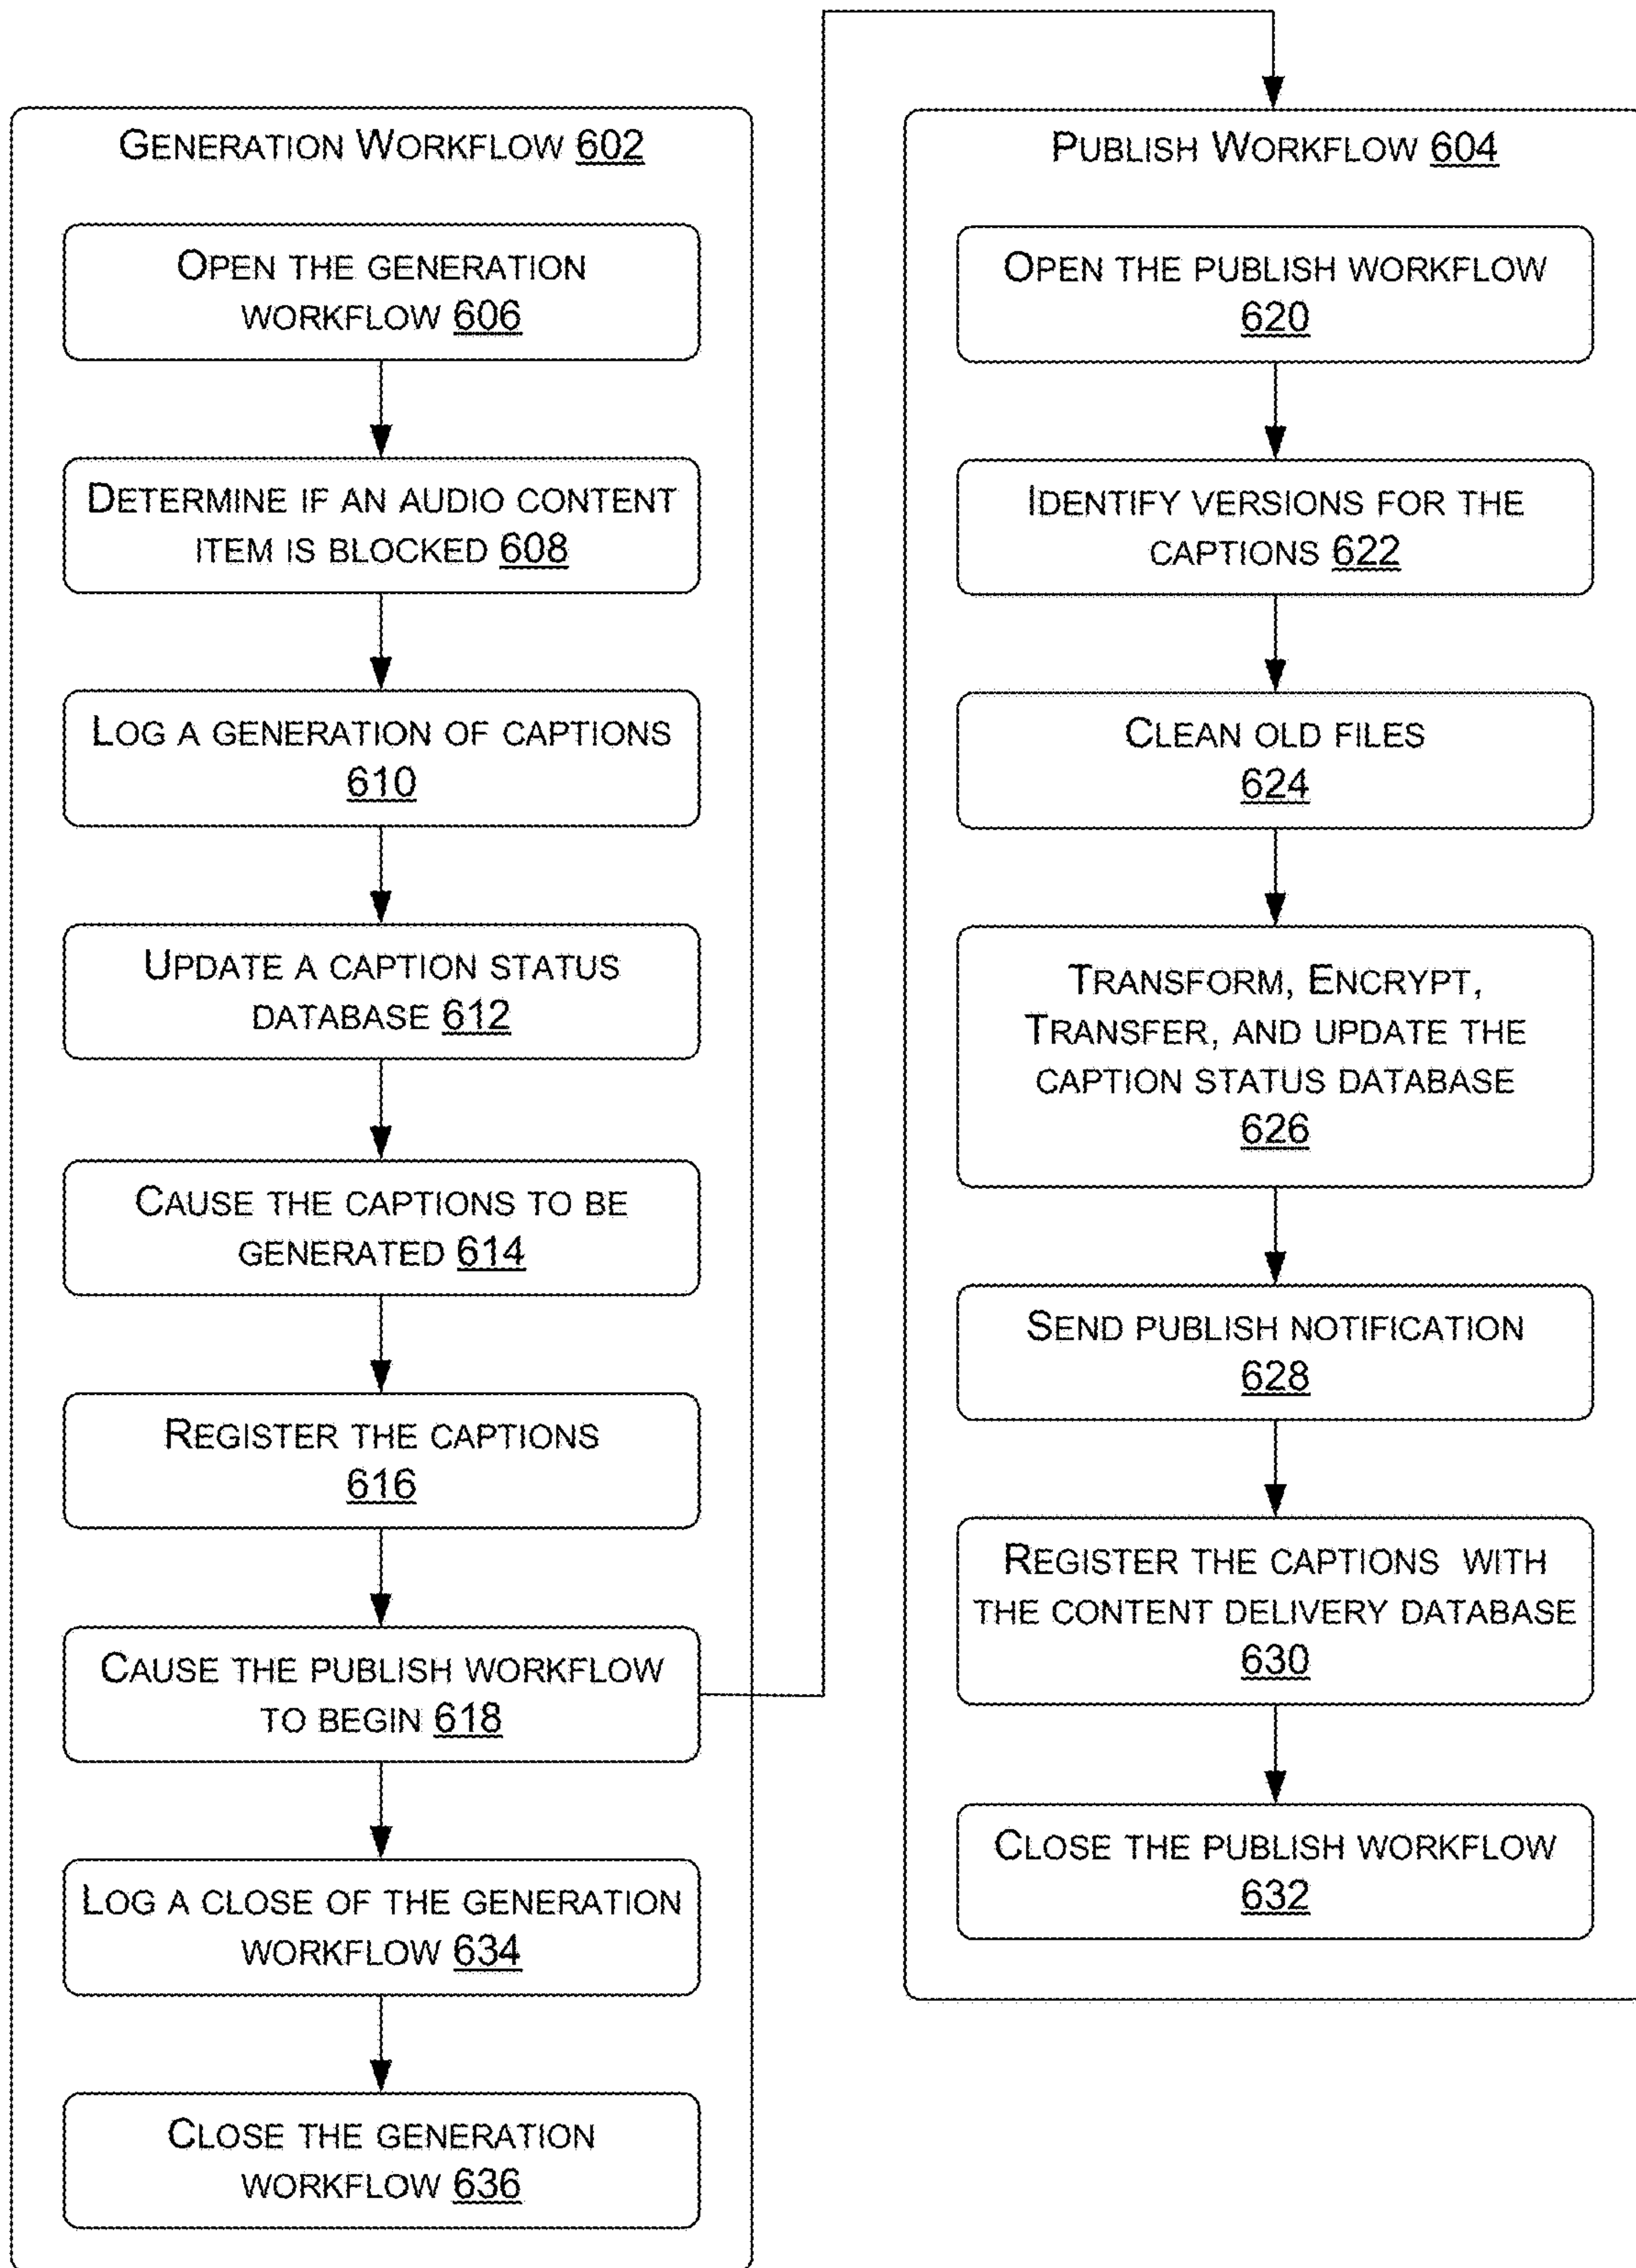 GENERATION WORKFLOW 602
OPEN THE GENERATION
WORKFLOW 606
DETERMINE IF AN AUDIO CONTENT
ITEM IS BLOCKED 608
LOG A GENERATION OF CAPTIONS
610
UPDATE A CAPTION STATUS
DATABASE 612
CAUSE THE CAPTIONS TO BE
GENERATED 614
REGISTER THE CAPTIONS
616
CAUSE THE PUBLISH WORKFLOW
TO BEGIN 618
LOG A CLOSE OF THE GENERATION
WORKFLOW 634
CLOSE THE GENERATION
WORKFLOW 636
PUBLISH WORKFLOW 604
OPEN THE PUBLISH WORKFLOW
620
IDENTIFY VERSIONS FOR THE
CAPTIONS 622
CLEAN OLD FILES
624
TRANSFORM, ENCRYPT,
TRANSFER, AND UPDATE THE
CAPTION STATUS DATABASE
626
SEND PUBLISH NOTIFICATION
628
REGISTER THE CAPTIONS WITH
THE CONTENT DELIVERY DATABASE
630
CLOSE THE PUBLISH WORKFLOW
632